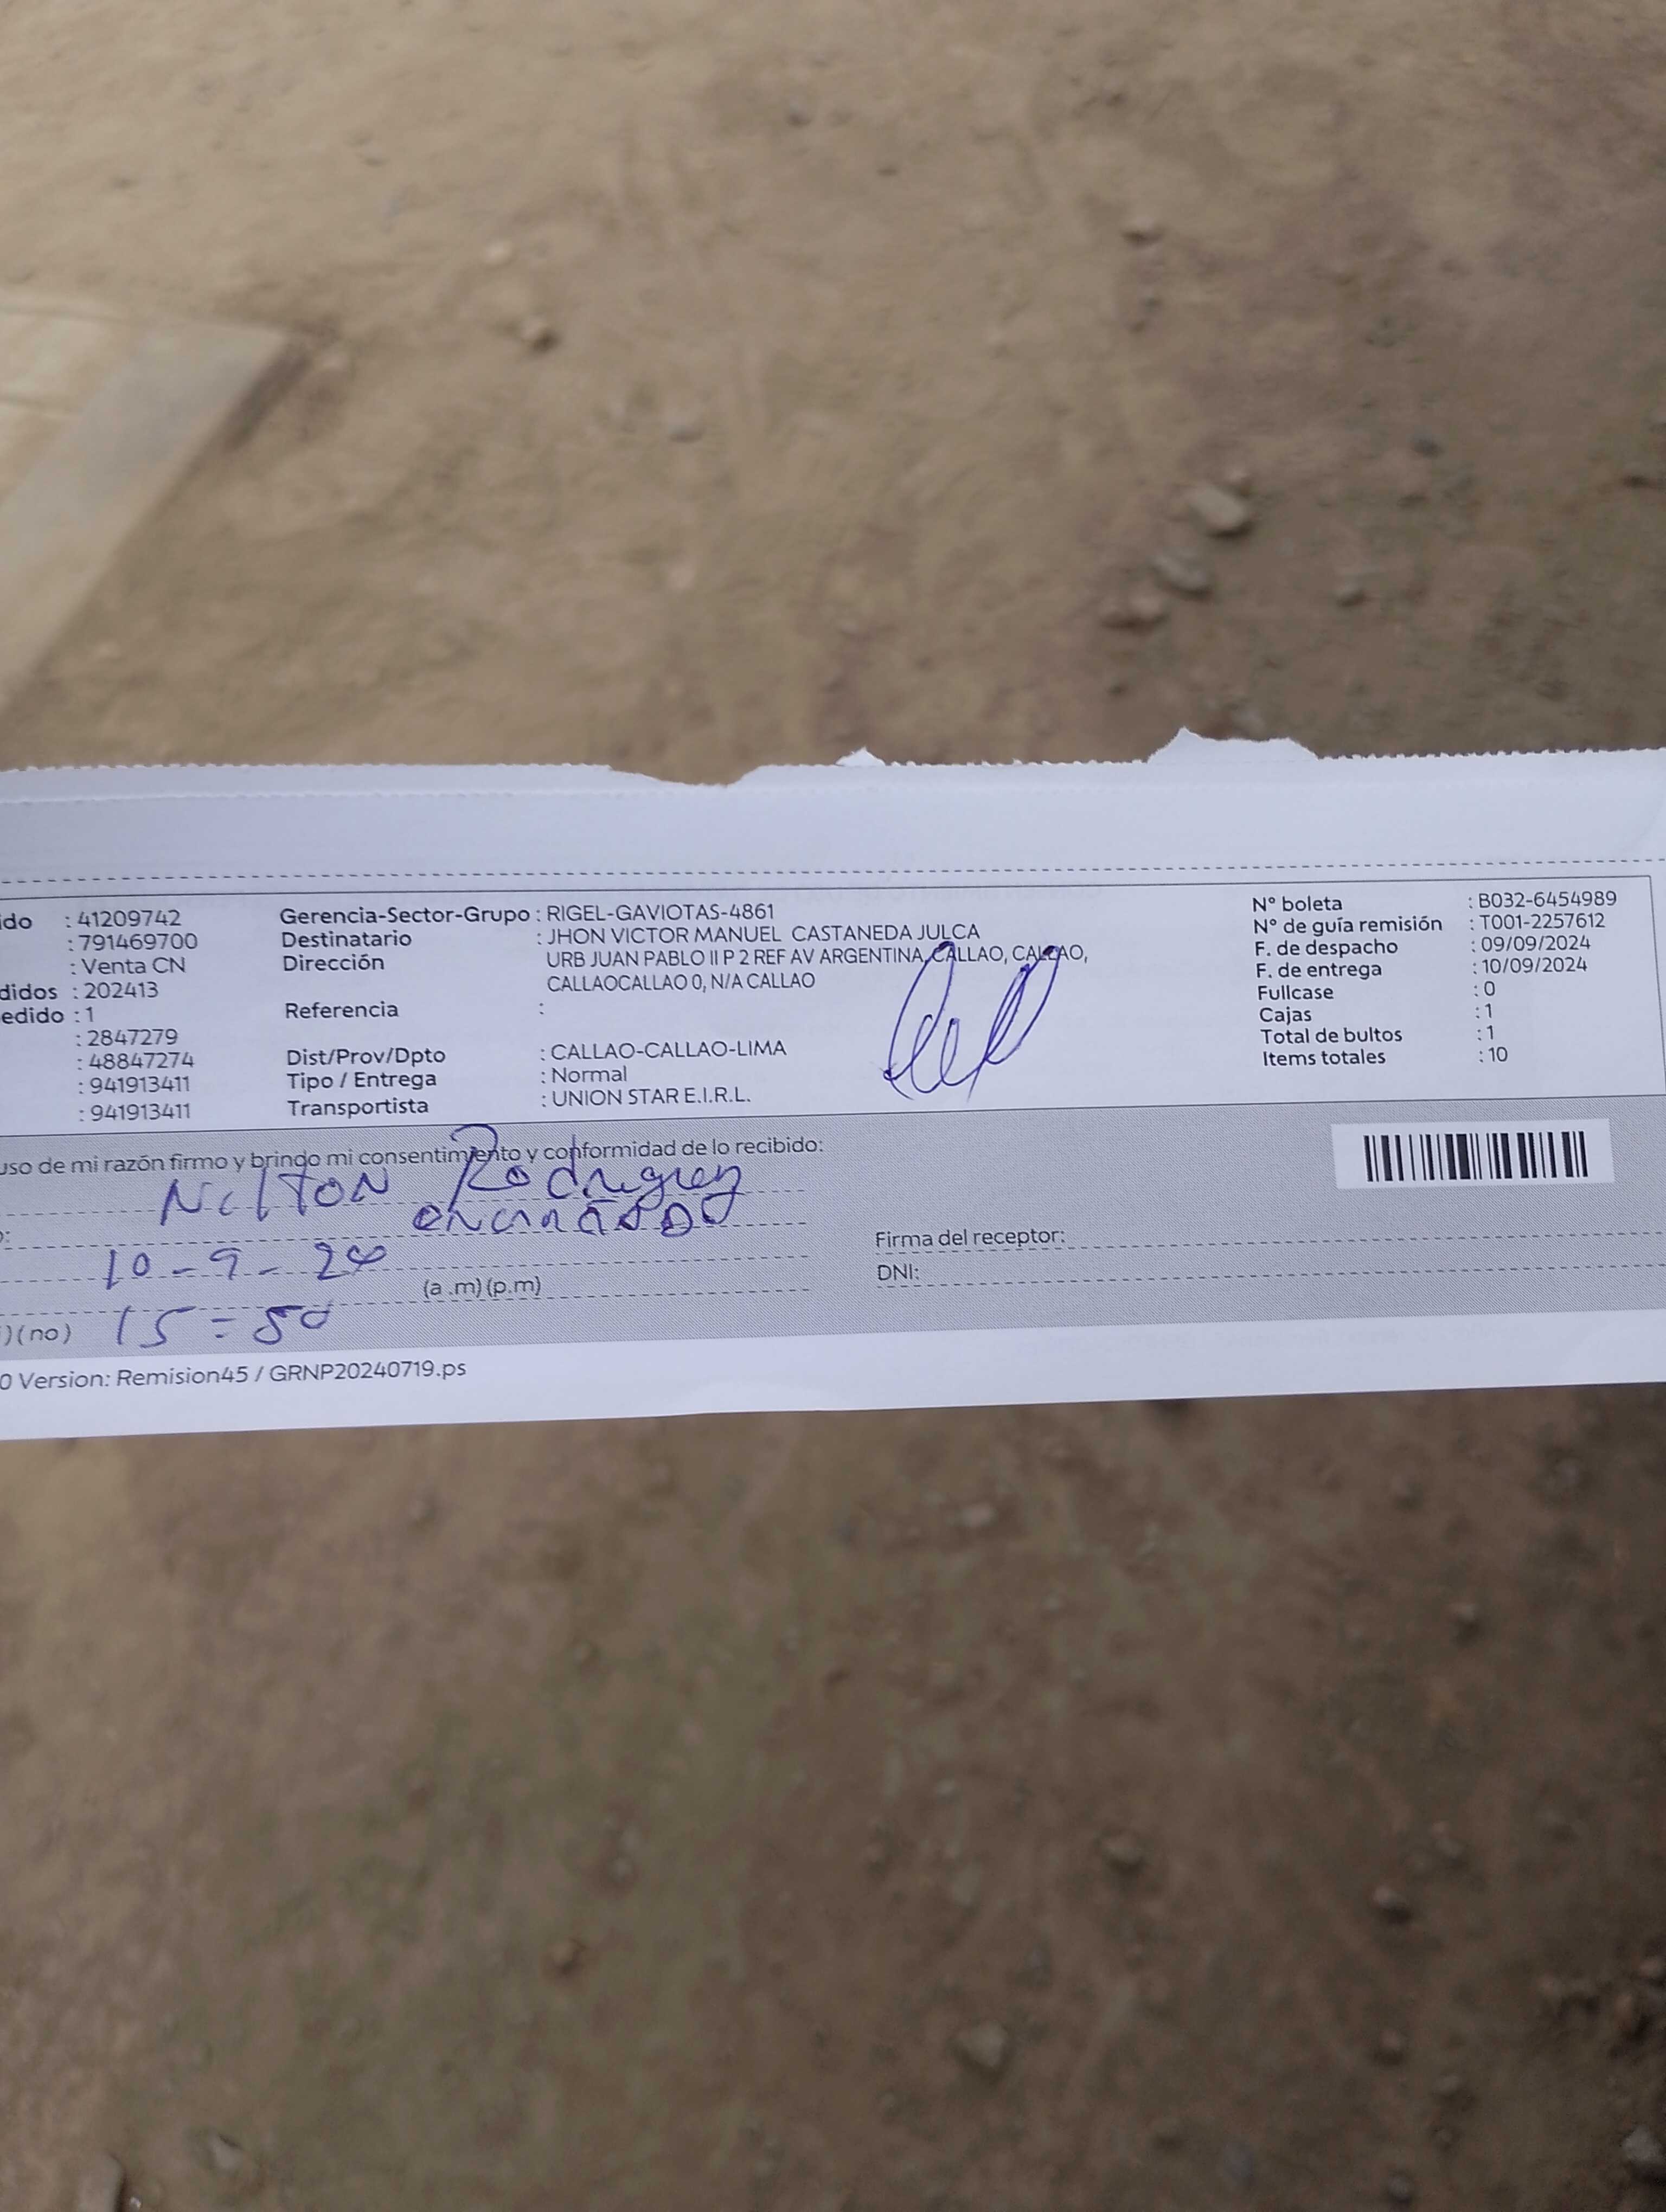 ido : 41209742 Gerencia-Sector-Grupo : RIGEL-GAVIOTAS-4861 N° boleta : B032-6454989
: 791469700 Destinatario : JHON VICTOR MANUEL CASTANEDA JULCA N° de guía remisión : T001-2257612
: Venta CN Dirección URB JUAN PABLO II P 2 REF AV ARGENTINA, CALLAO, CALLAO, F. de despacho : 09/09/2024
didos : 202413 CALLAOCALLAO 0, N/A CALLAO F. de entrega : 10/09/2024
edido : 1 Referencia : Fullcase : 0
: 2847279 Cajas : 1
: 48847274 Dist/Prov/Dpto : CALLAO-CALLAO-LIMA Total de bultos : 1
: 941913411 Tipo / Entrega : Normal Items totales : 10
: 941913411 Transportista : UNION STAR E.I.R.L.
uso de mi razón firmo y brindo mi consentimiento y conformidad de lo recibido:
Nilton Rodriguez
encargado
Firma del receptor:
10-9-24
DNI:
(a.m) (p.m)
)(no) 15=50
0 Version: Remision45 / GRNP20240719.ps